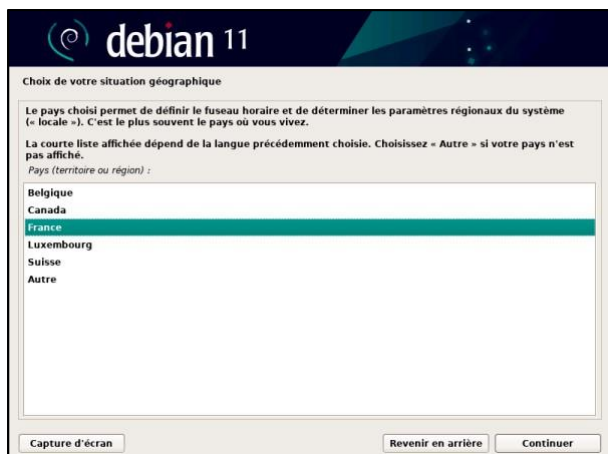 debian 11
Choix de votre situation géographique
Le pays choisi permet de définir le fuseau horaire et de déterminer les paramètres régionaux du système
(« locale »). C'est le plus souvent le pays où vous vivez.
La courte liste affichée dépend de la langue précédemment choisie. Choisissez « Autre » si votre pays n'est
pas affiché.
Pays (territoire ou région) :
Belgique
Canada
France
Luxembourg
Suisse
Autre
Capture d'écran
Revenir en arrière
Continuer